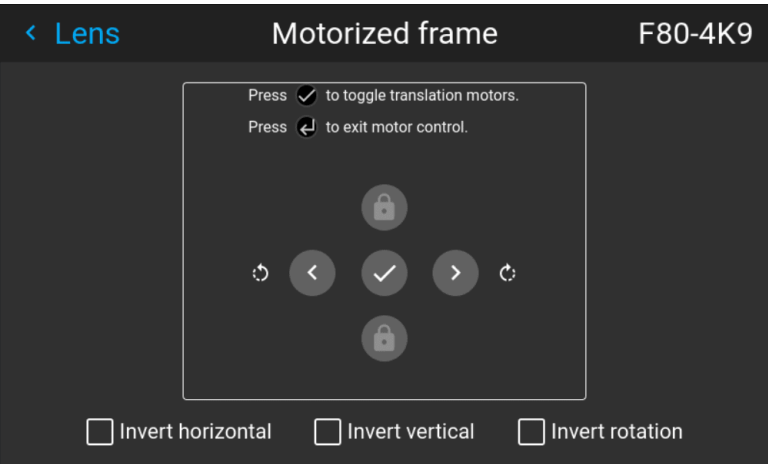 Lens
Motorized frame
F80-4K9
Press to toggle translation motors.
Press to exit motor control.
Invert horizontal
Invert vertical
Invert rotation